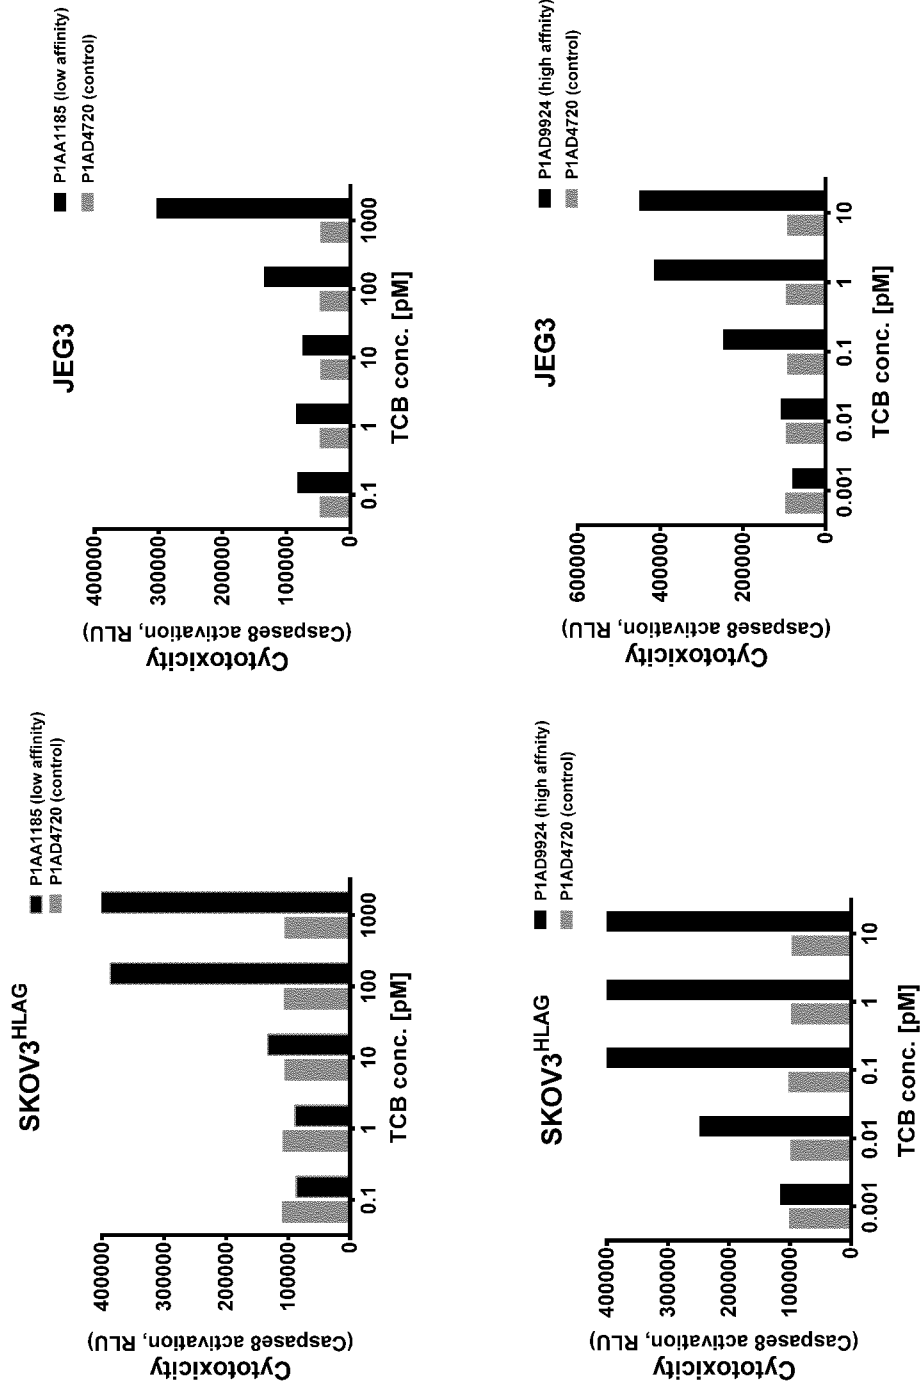 SKOV3HLAG
P1AA1185 (low affinity)
P1AD4720 (control)
Cytotoxicity
(Caspase8 activation, RLU)
400000
300000
200000
100000
0
0.1 1 10 100 1000
TCB conc. [pM]
JEG3
P1AA1185 (low affinity)
P1AD4720 (control)
Cytotoxicity
(Caspase8 activation, RLU)
400000
300000
200000
100000
0
0.1 1 10 100 1000
TCB conc. [pM]
SKOV3HLAG
P1AD9924 (high affnity)
P1AD4720 (control)
Cytotoxicity
(Caspase8 activation, RLU)
400000
300000
200000
100000
0
0.001 0.01 0.1 1 10
TCB conc. [pM]
JEG3
P1AD9924 (high affnity)
P1AD4720 (control)
Cytotoxicity
(Caspase8 activation, RLU)
600000
400000
200000
0
0.001 0.01 0.1 1 10
TCB conc. [pM]